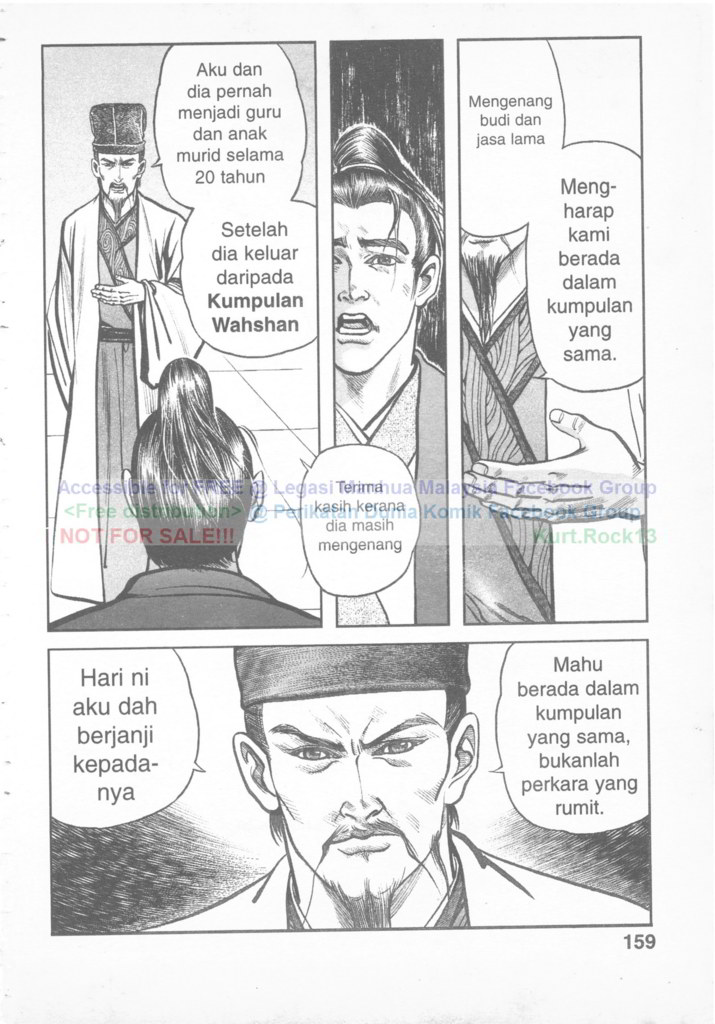 Aku dan
dia pernah
menjadi guru
dan anak
murid selama
20 tahun
Setelah
dia keluar
daripada
Kumpulan
Wahshan
Terima
kasih kerana
dia masih
mengenang
Mengenang
budi dan
jasa lama
Meng-
harap
kami
berada
dalam
kumpulan
yang
sama.
Accessible for FREE @ Legasi Manhua Malaysia Facebook Group
<Free distribution> @ Perikatan Dunia Komik Facebook Group
NOT FOR SALE!!!
Kurt.Rock13
Hari ni
aku dah
berjanji
kepada-
nya
Mahu
berada dalam
kumpulan
yang sama,
bukanlah
perkara yang
rumit.
159